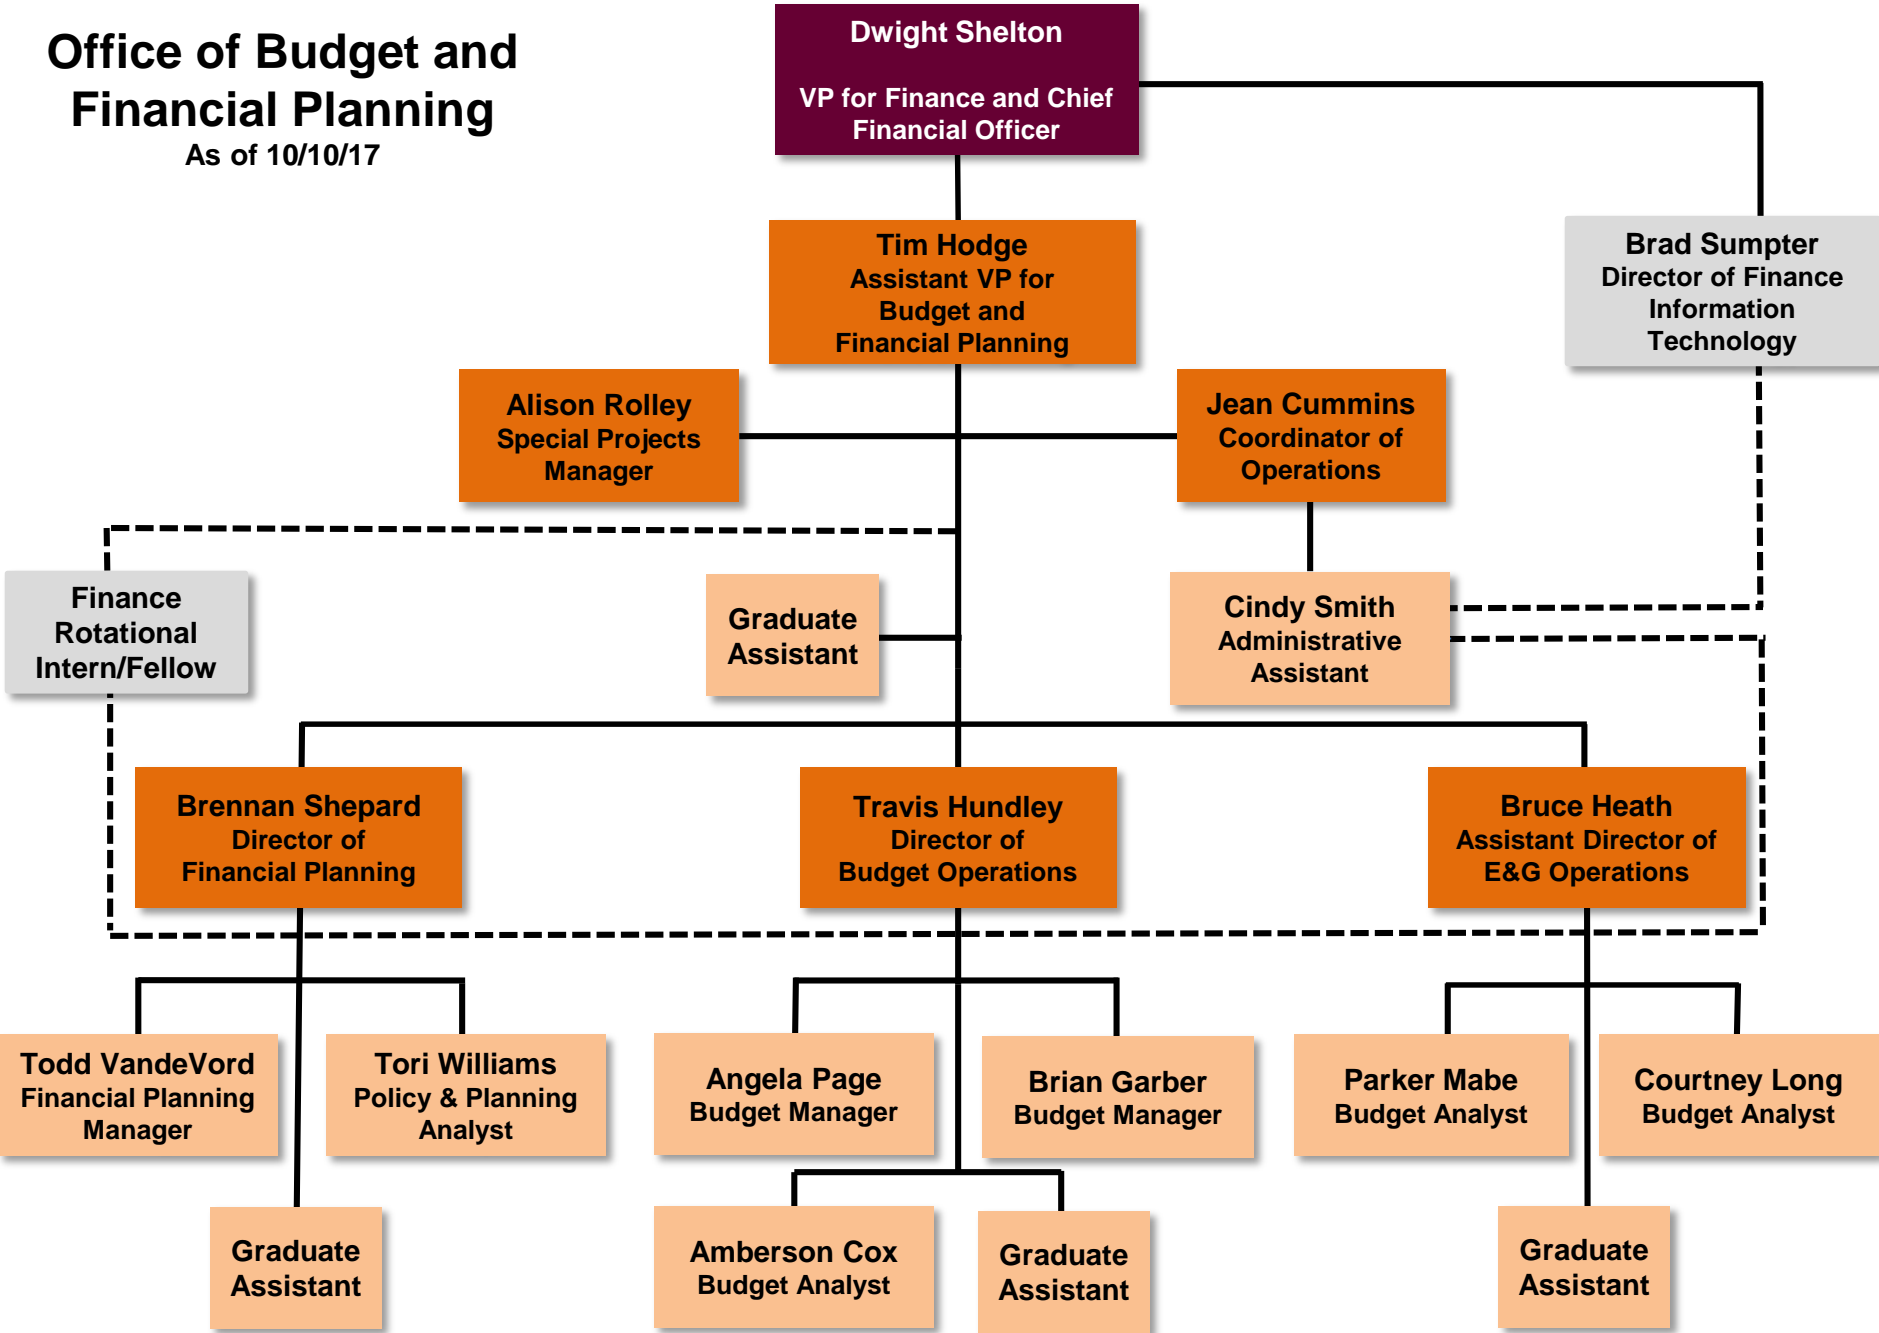 Office of Budget and
Financial Planning
As of 10/10/17
Dwight Shelton
VP for Finance and Chief
Financial Officer
Tim Hodge
Assistant VP for
Budget and
Financial Planning
Brad Sumpter
Director of Finance
Information
Technology
Alison Rolley
Special Projects
Manager
Jean Cummins
Coordinator of
Operations
Finance
Rotational
Intern/Fellow
Graduate
Assistant
Cindy Smith
Administrative
Assistant
Brennan Shepard
Director of
Financial Planning
Travis Hundley
Director of
Budget Operations
Bruce Heath
Assistant Director of
E&G Operations
Todd VandeVord
Financial Planning
Manager
Tori Williams
Policy & Planning
Analyst
Angela Page
Budget Manager
Brian Garber
Budget Manager
Parker Mabe
Budget Analyst
Courtney Long
Budget Analyst
Graduate
Assistant
Amberson Cox
Budget Analyst
Graduate
Assistant
Graduate
Assistant